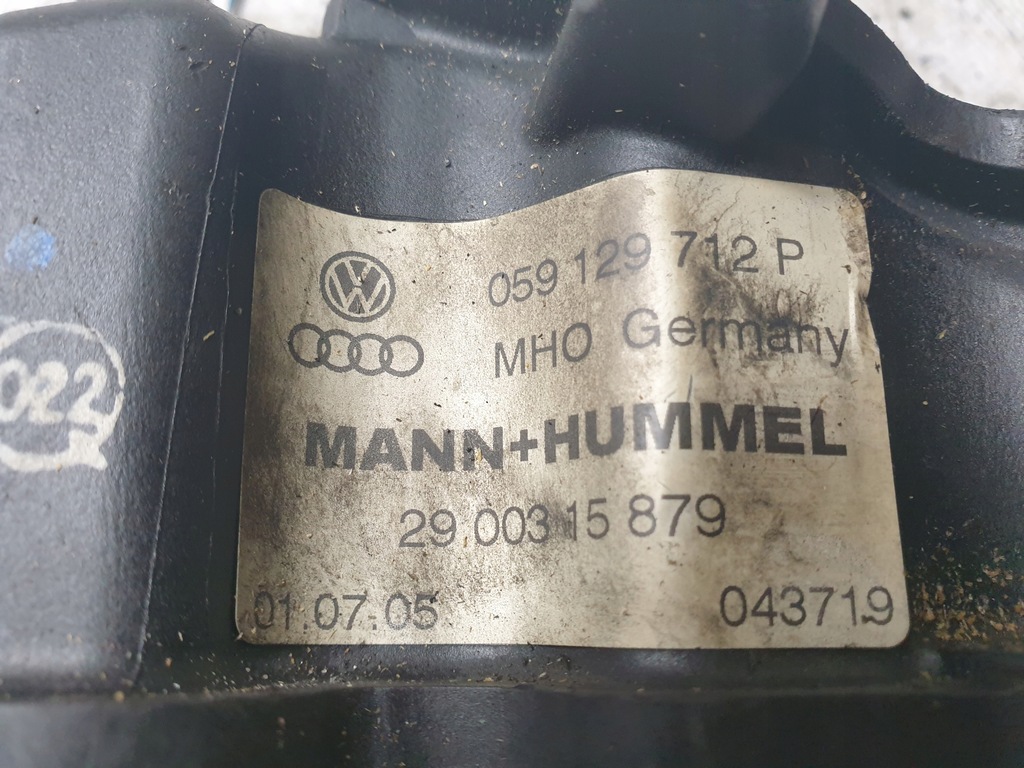 059 129 712 P
MHO Germany
MANN+HUMMEL
29 003 15 879
01.07.05 043719
022